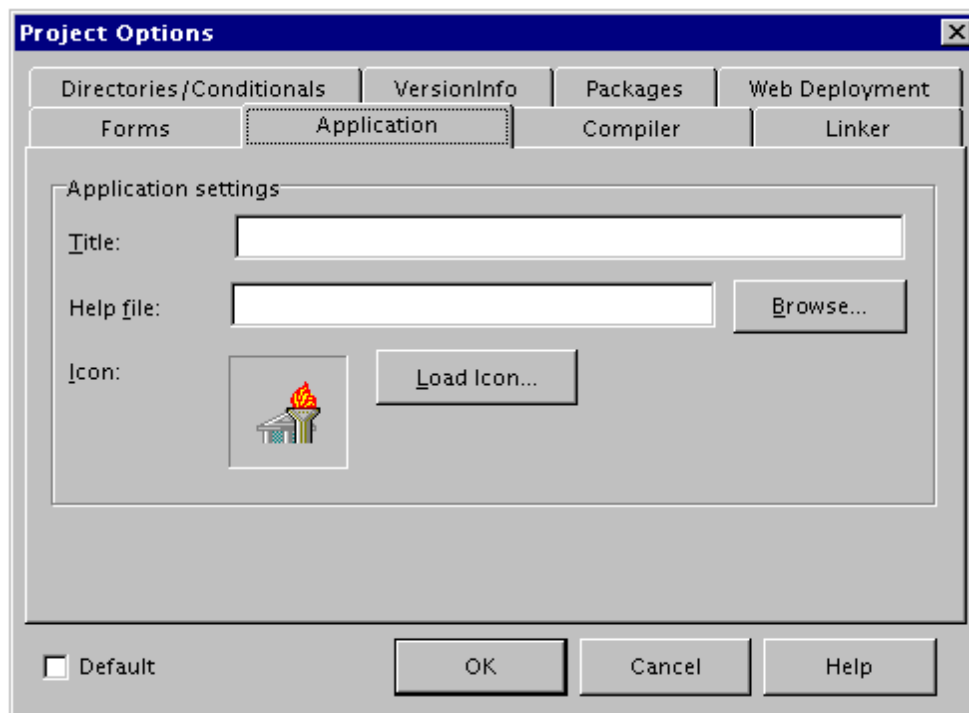 Project Options
Directories/Conditionals VersionInfo Packages Web Deployment
Forms Application Compiler Linker
Application settings
Title:
Help file: Browse...
Icon: Load Icon...
Default OK Cancel Help